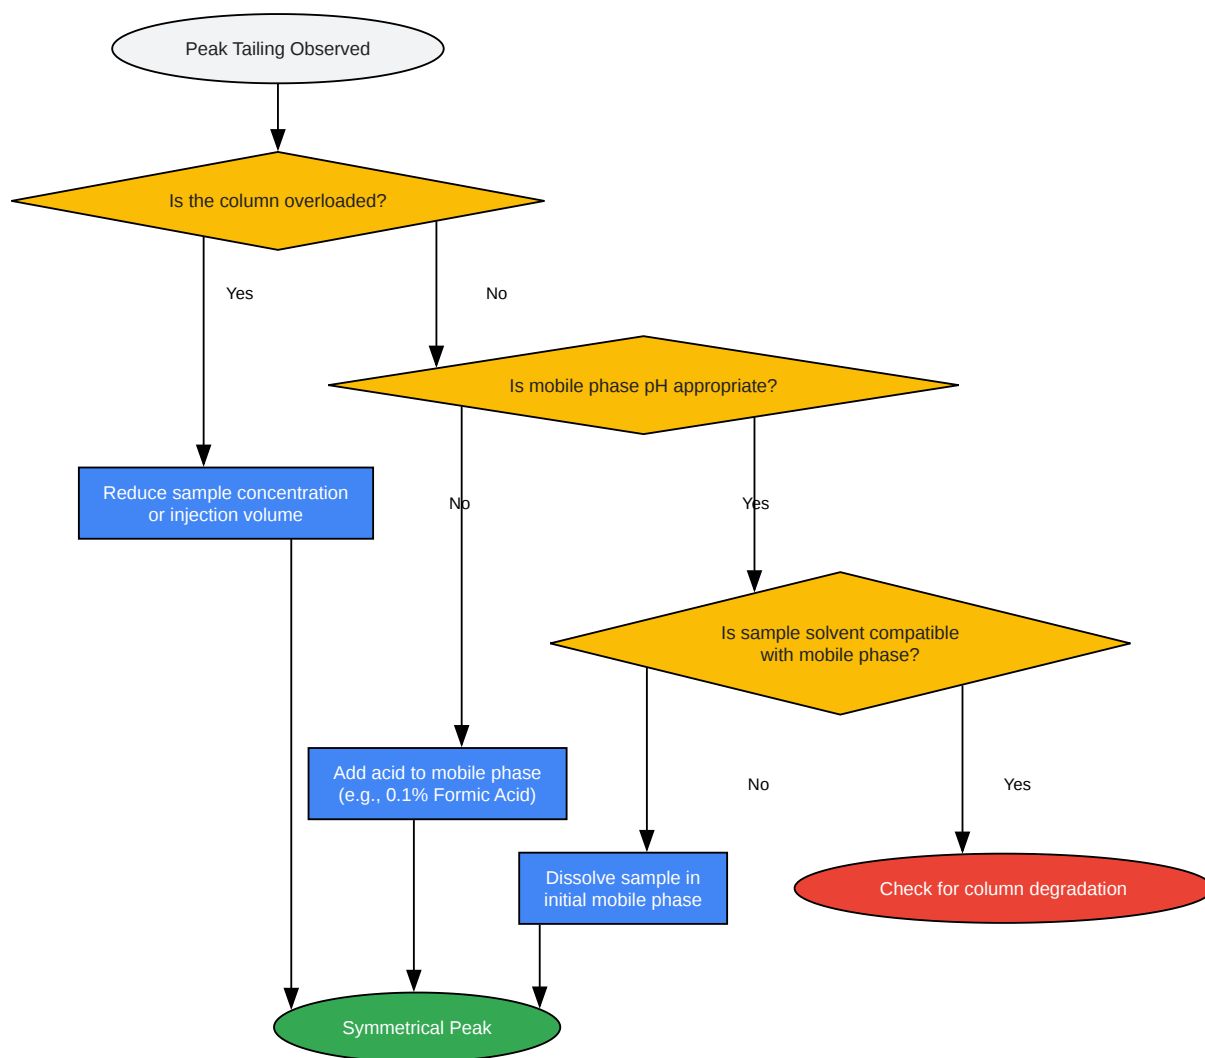 Peak Tailing Observed
Is the column overloaded?
Yes
No
Is mobile phase pH appropriate?
Reduce sample concentration
or injection volume
No
Yes
Is sample solvent compatible
with mobile phase?
Add acid to mobile phase
(e.g., 0.1% Formic Acid)
No
Yes
Dissolve sample in
initial mobile phase
Check for column degradation
Symmetrical Peak